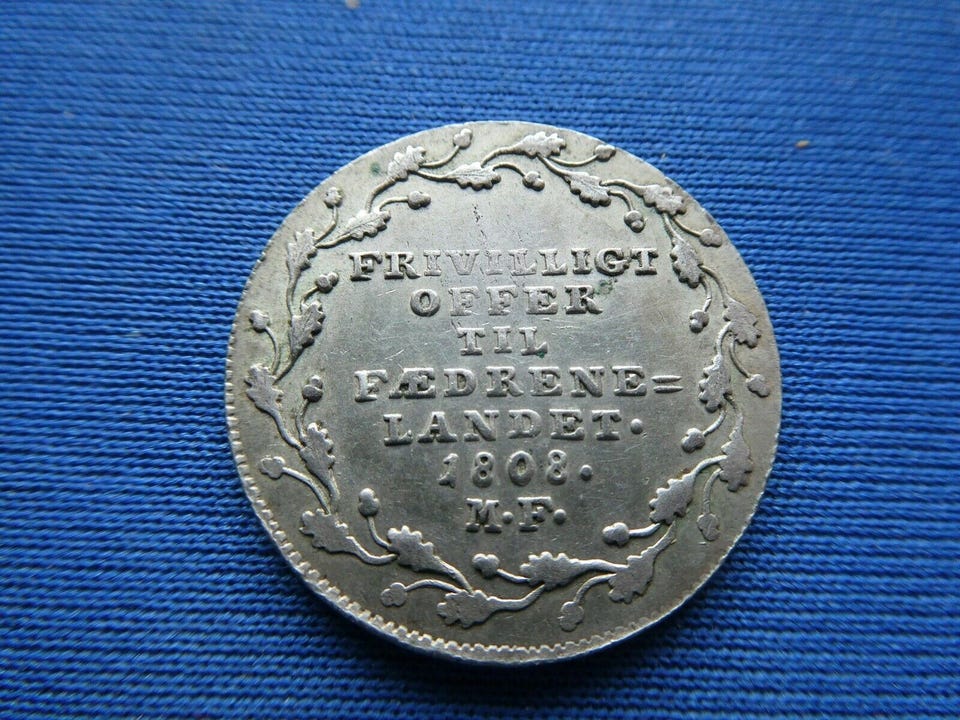 FRIVILLIGT
OFFER
TIL
FÆDRENE=
LANDET.
1808.
M.F.